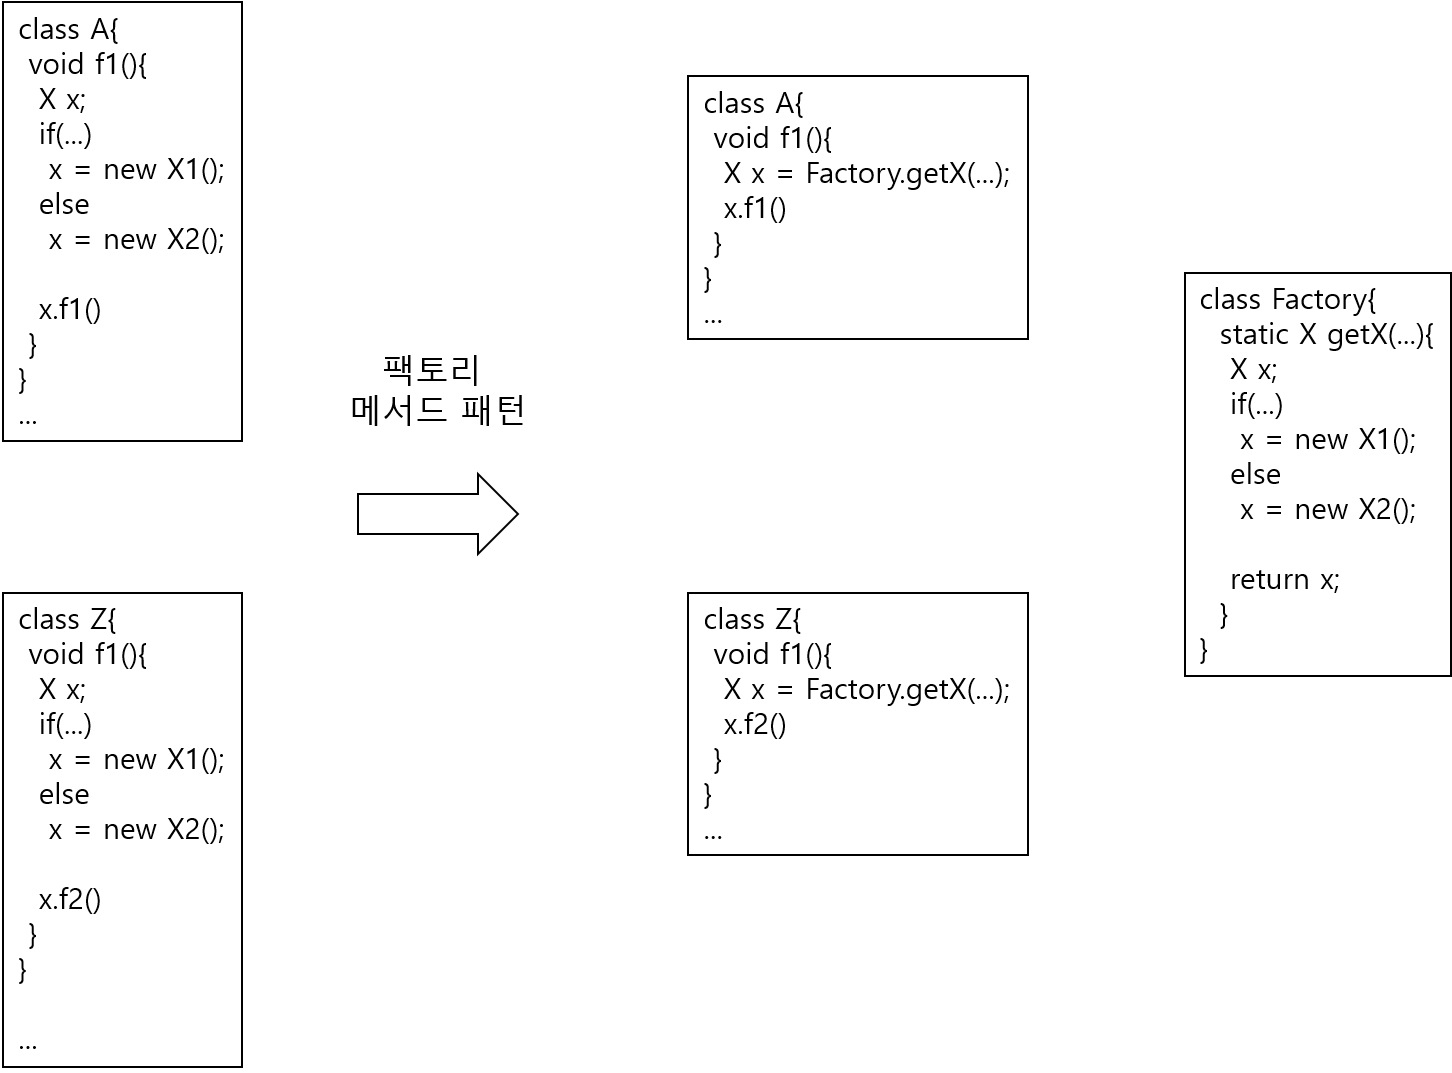 class A{
void f1(){
X x;
if(...)
x = new X1();
else
x = new X2();
x.f1()
}
}
...
class Z{
void f1(){
X x;
if(...)
x = new X1();
else
x = new X2();
x.f2()
}
}
...
팩토리
메서드 패턴
class A{
void f1(){
X x = Factory.getX(...);
x.f1()
}
}
...
class Z{
void f1(){
X x = Factory.getX(...);
x.f2()
}
}
...
class Factory{
static X getX(...){
X x;
if(...)
x = new X1();
else
x = new X2();
return x;
}
}